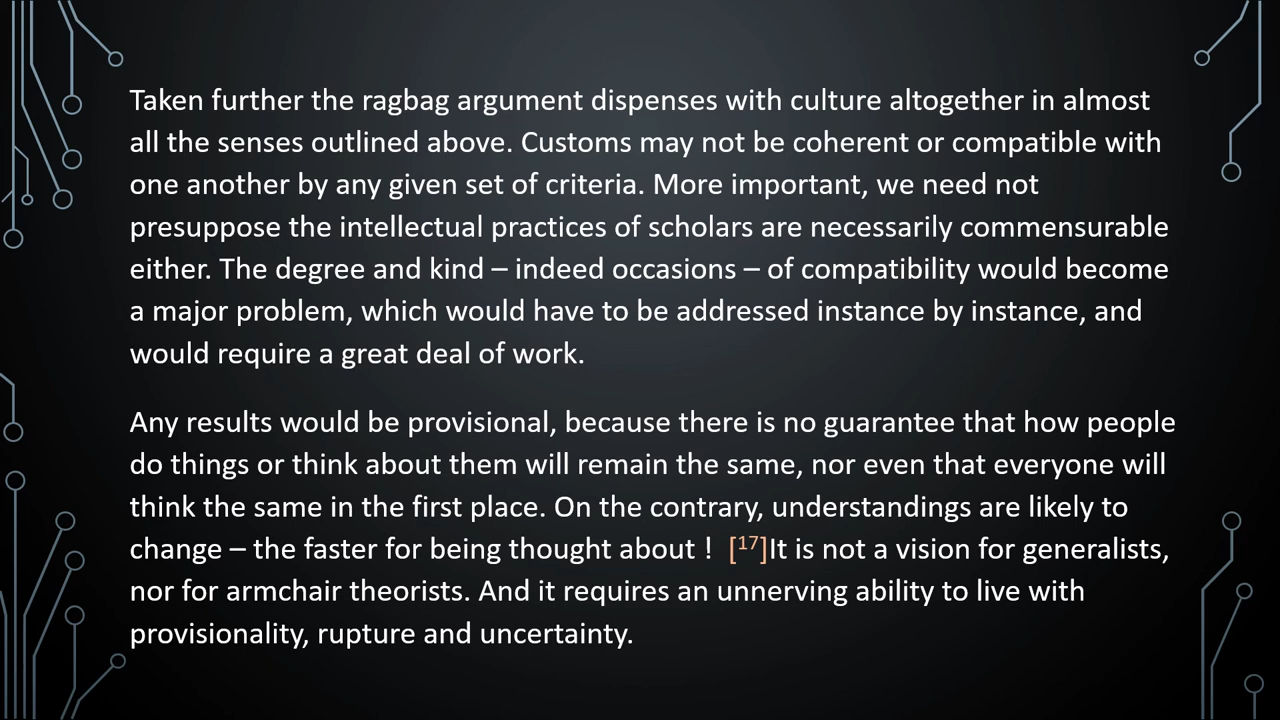 Taken further the ragbag argument dispenses with culture altogether in almost
all the senses outlined above. Customs may not be coherent or compatible with
one another by any given set of criteria. More important, we need not
presuppose the intellectual practices of scholars are necessarily commensurable
either. The degree and kind – indeed occasions – of compatibility would become
a major problem, which would have to be addressed instance by instance, and
would require a great deal of work.
Any results would be provisional, because there is no guarantee that how people
do things or think about them will remain the same, nor even that everyone will
think the same in the first place. On the contrary, understandings are likely to
change – the faster for being thought about !  [17]It is not a vision for generalists,
nor for armchair theorists. And it requires an unnerving ability to live with
provisionality, rupture and uncertainty.